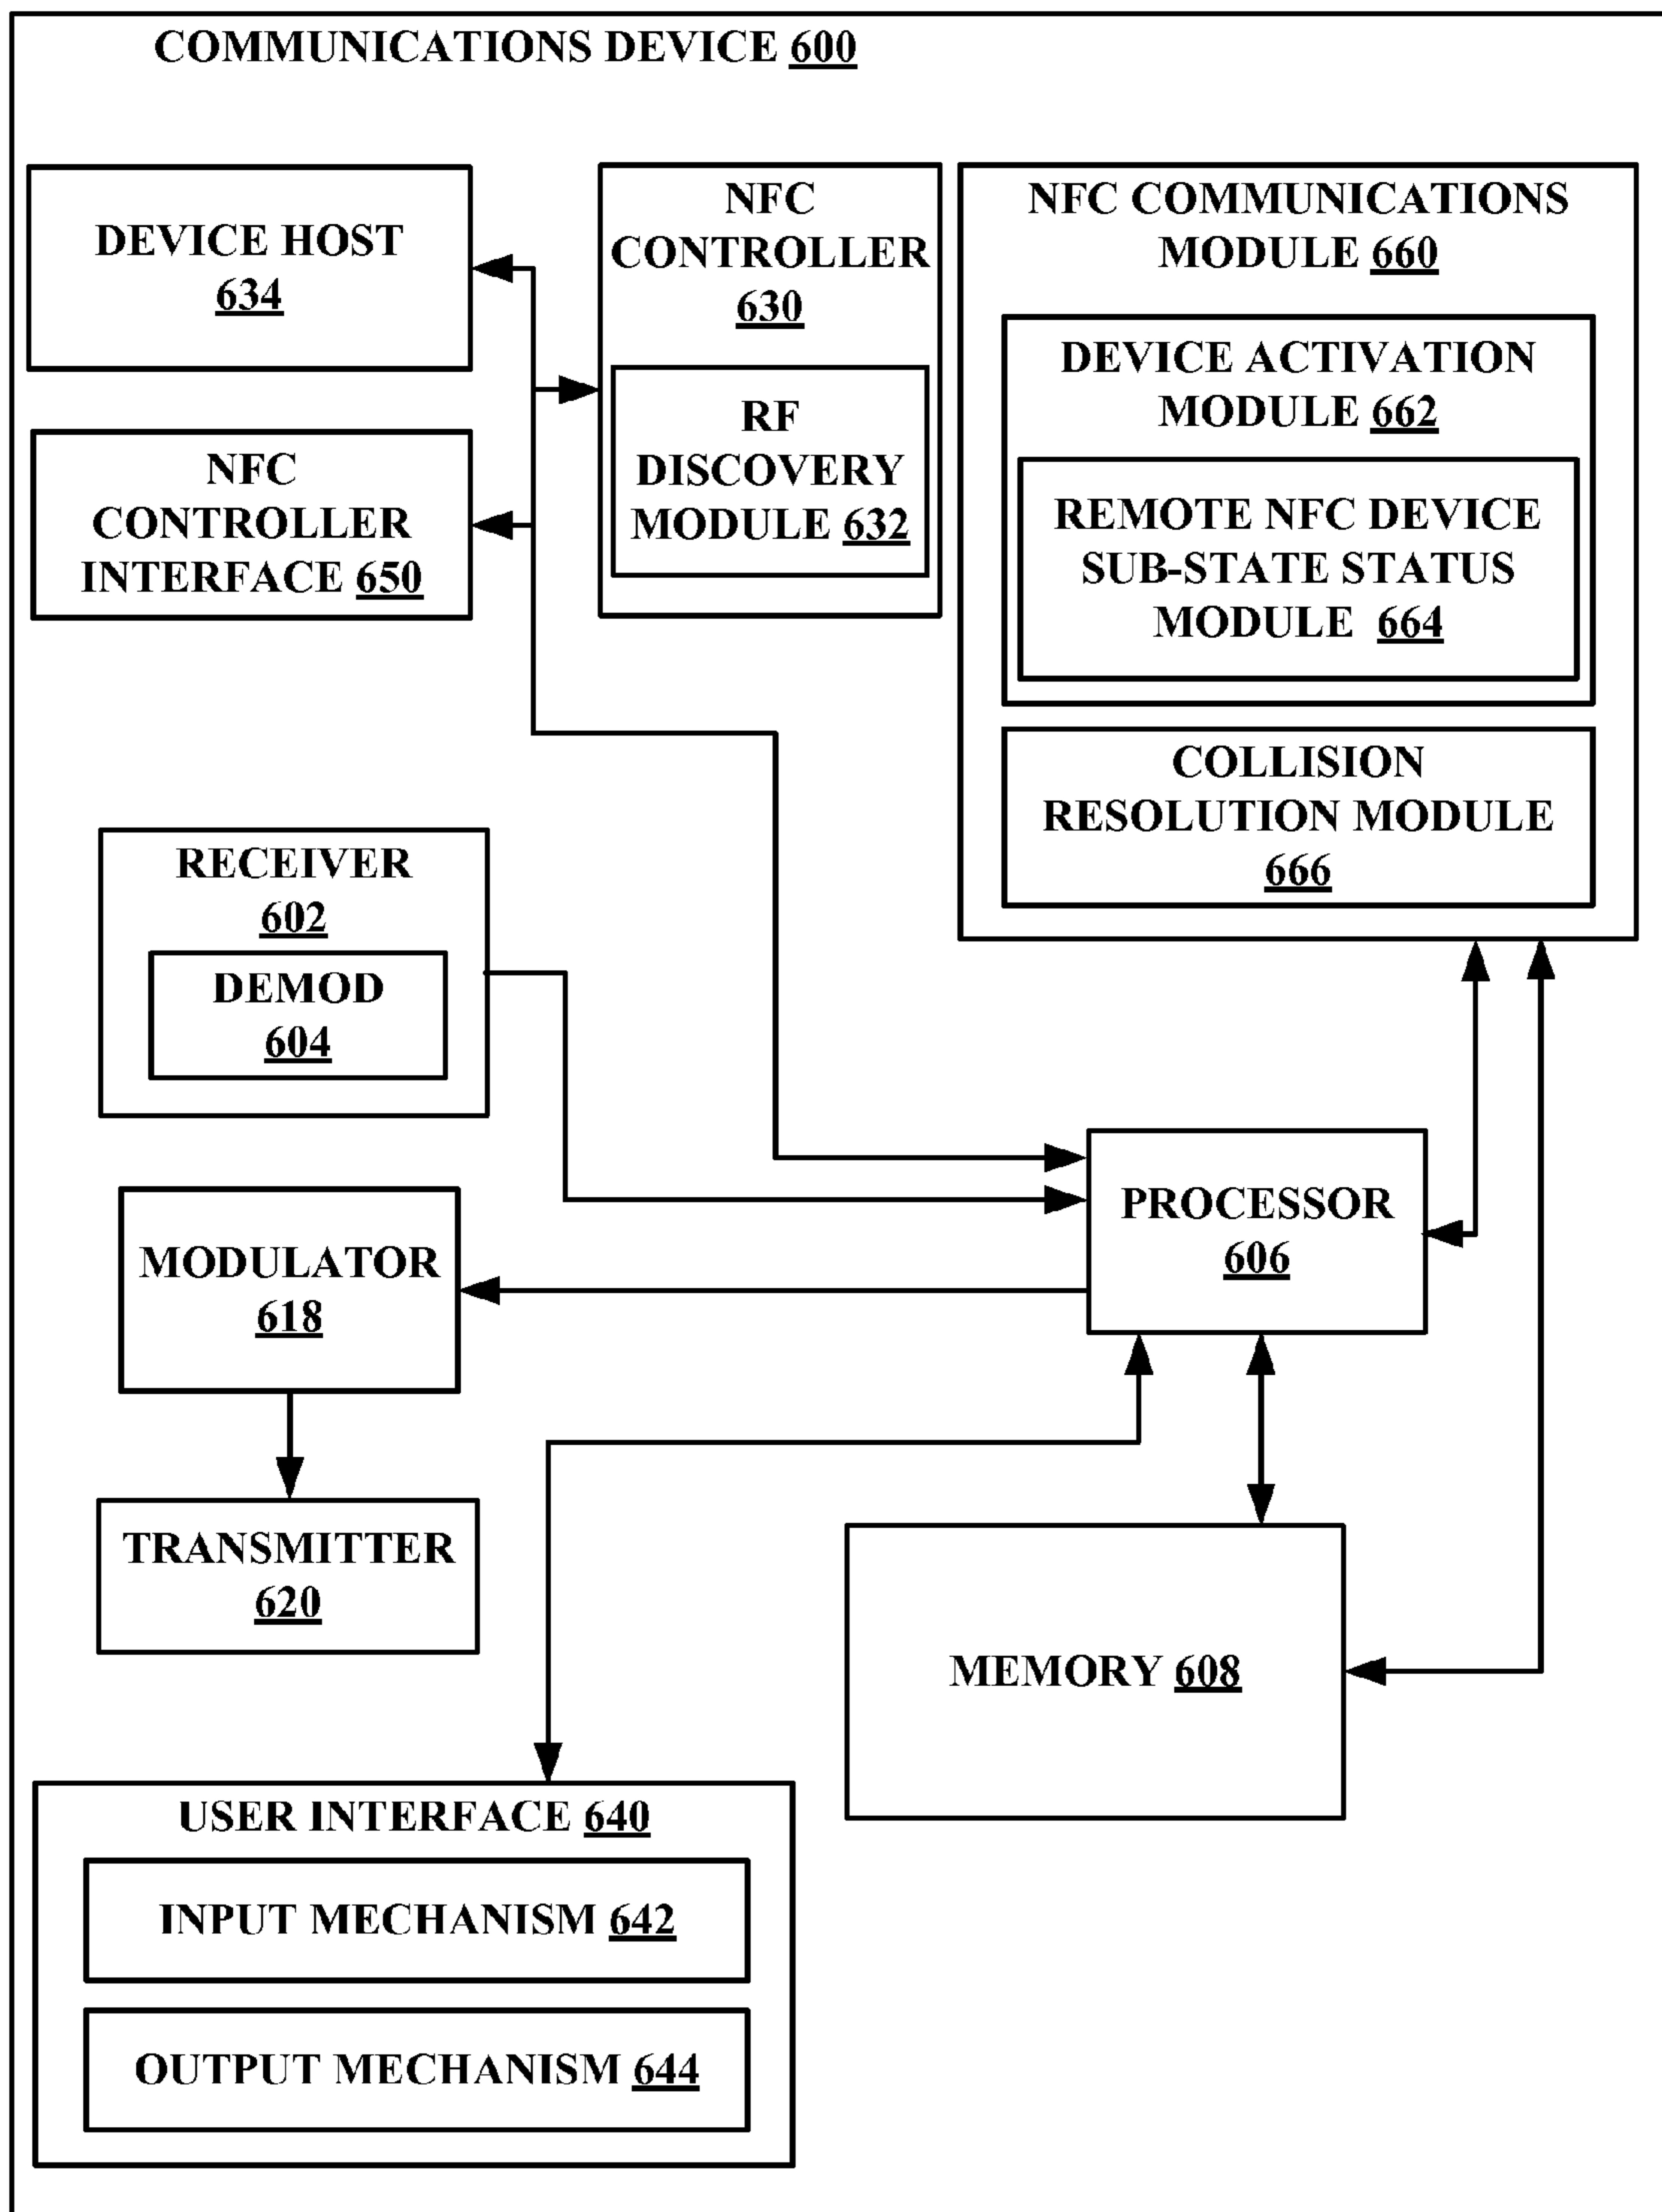 COMMUNICATIONS DEVICE 600
DEVICE HOST
634
NFC
CONTROLLER
INTERFACE 650
NFC
CONTROLLER
630
RF
DISCOVERY
MODULE 632
NFC COMMUNICATIONS
MODULE 660
DEVICE ACTIVATION
MODULE 662
REMOTE NFC DEVICE
SUB-STATE STATUS
MODULE 664
COLLISION
RESOLUTION MODULE
666
RECEIVER
602
DEMOD
604
PROCESSOR
606
MODULATOR
618
TRANSMITTER
620
MEMORY 608
USER INTERFACE 640
INPUT MECHANISM 642
OUTPUT MECHANISM 644